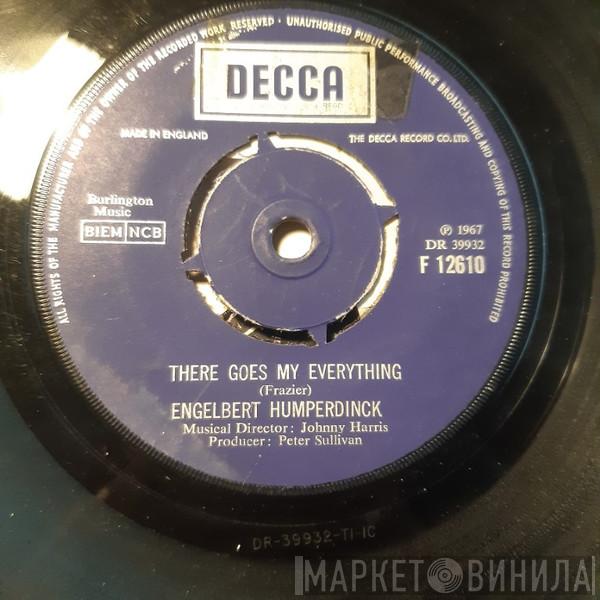 ALL RIGHTS OF THE MANUFACTURER AND OF THE OWNER OF THE RECORDED WORK RESERVED · UNAUTHORISED PUBLIC PERFORMANCE BROADCASTING AND COPYING OF THIS RECORD PROHIBITED
DECCA
REGD
MADE IN ENGLAND
THE DECCA RECORD CO. LTD.
Burlington
Music
BIEM NCB
℗ 1967
DR 39932
F 12610
THERE GOES MY EVERYTHING
(Frazier)
ENGELBERT HUMPERDINCK
Musical Director: Johnny Harris
Producer: Peter Sullivan
DR-39932-T1-1C
МАРКЕТ ВИНИЛА